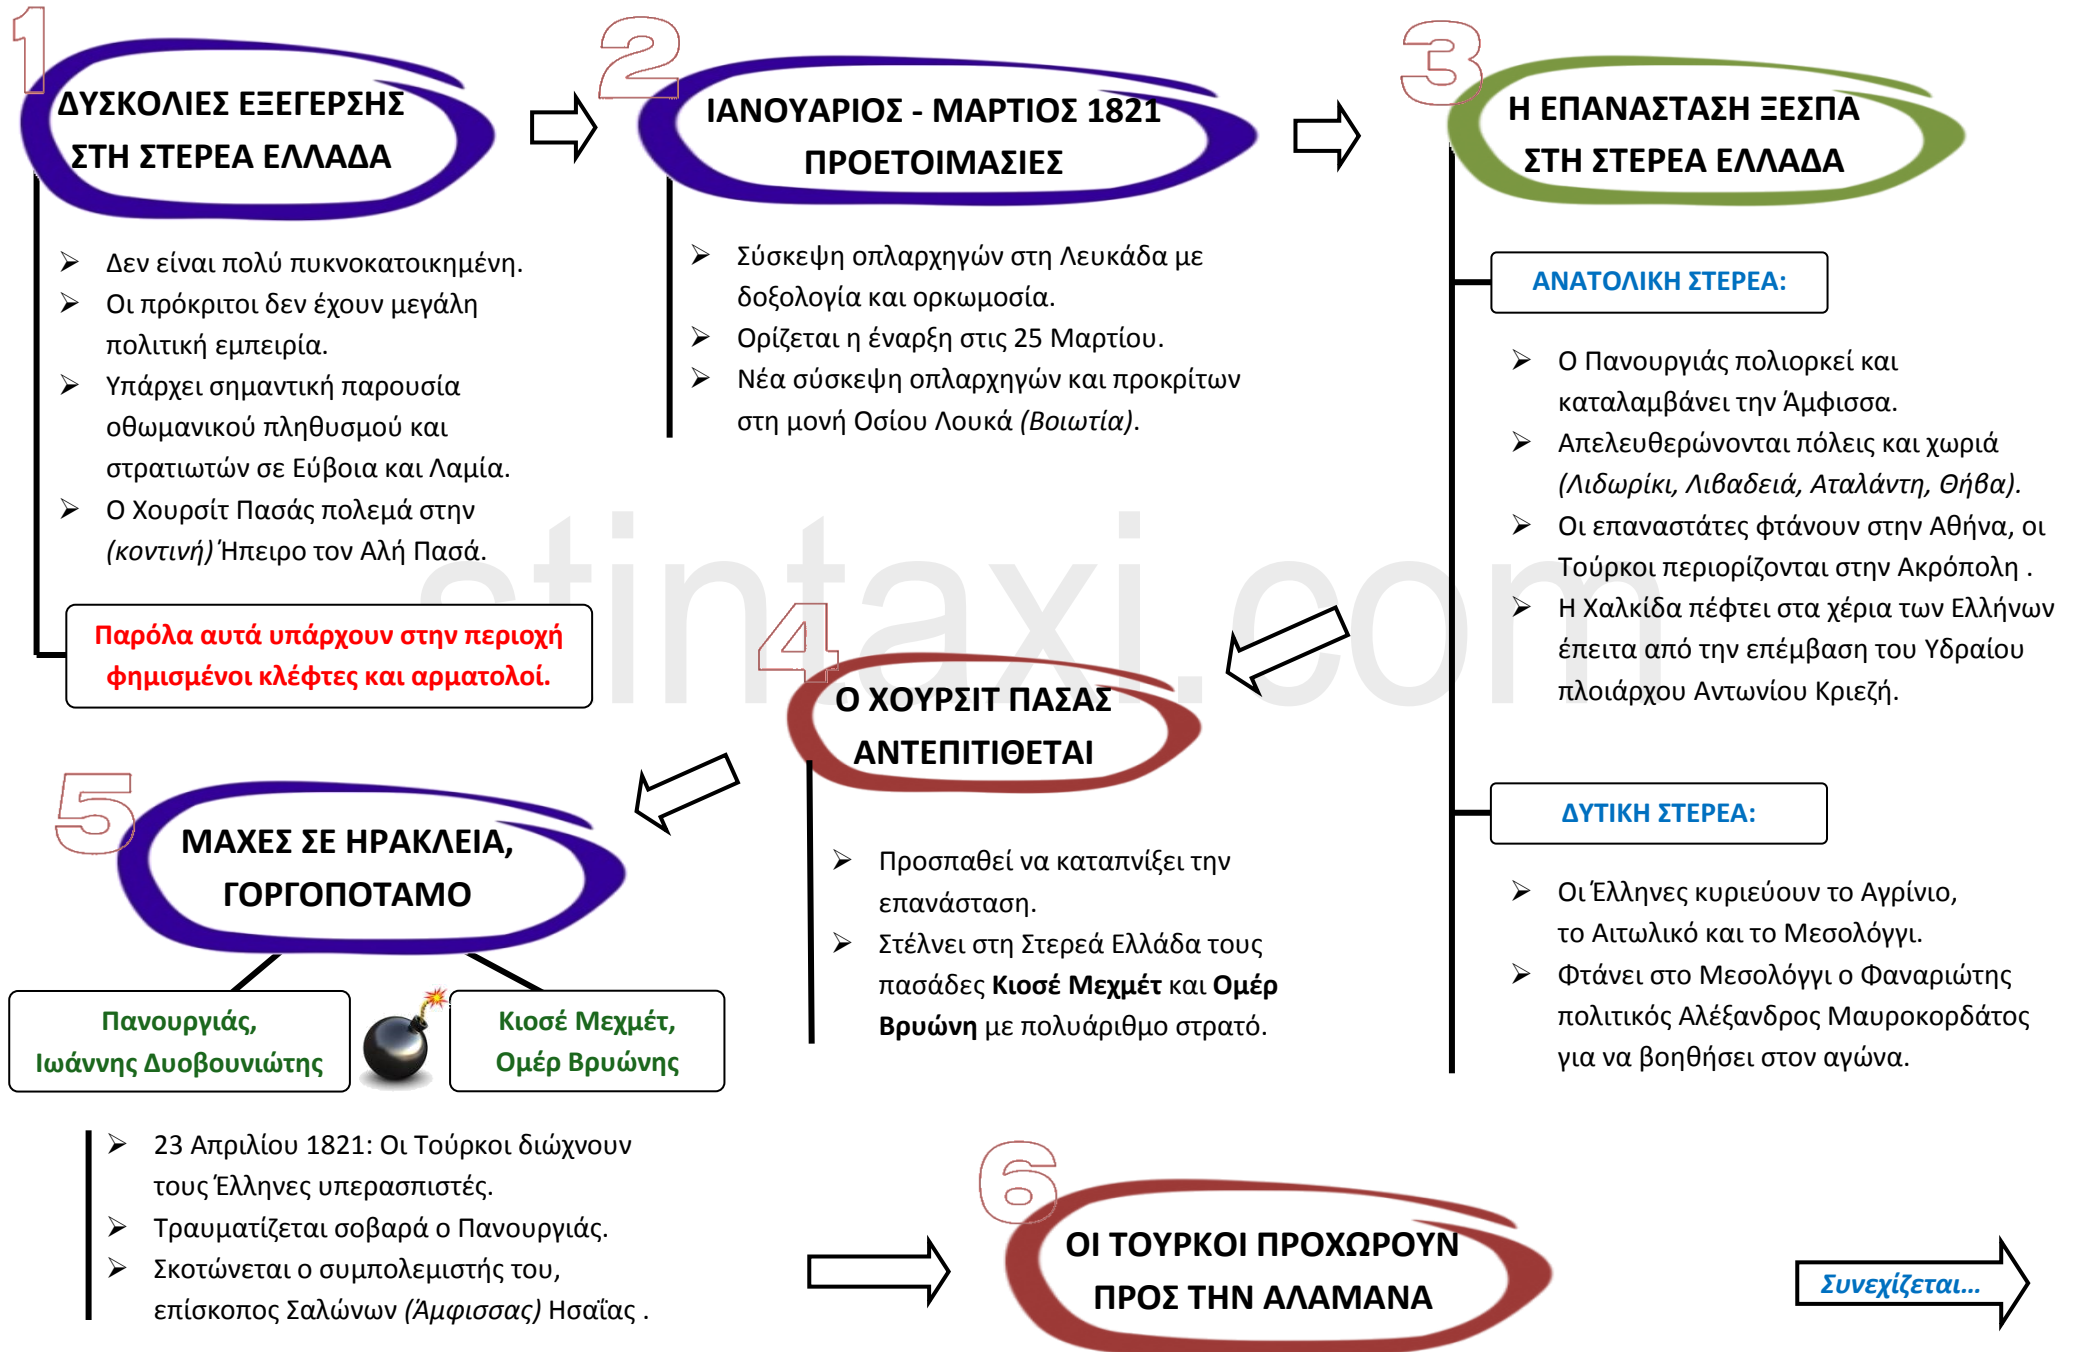 1
ΔΥΣΚΟΛΙΕΣ ΕΞΕΓΕΡΣΗΣ
ΣΤΗ ΣΤΕΡΕΑ ΕΛΛΑΔΑ
Δεν είναι πολύ πυκνοκατοικημένη.
Οι πρόκριτοι δεν έχουν μεγάλη
πολιτική εμπειρία.
Υπάρχει σημαντική παρουσία
οθωμανικού πληθυσμού και
στρατιωτών σε Εύβοια και Λαμία.
Ο Χουρσίτ Πασάς πολεμά στην
(κοντινή) Ήπειρο τον Αλή Πασά.
Παρόλα αυτά υπάρχουν στην περιοχή
φημισμένοι κλέφτες και αρματολοί.
2
ΙΑΝΟΥΑΡΙΟΣ - ΜΑΡΤΙΟΣ 1821
ΠΡΟΕΤΟΙΜΑΣΙΕΣ
Σύσκεψη οπλαρχηγών στη Λευκάδα με
δοξολογία και ορκωμοσία.
Ορίζεται η έναρξη στις 25 Μαρτίου.
Νέα σύσκεψη οπλαρχηγών και προκρίτων
στη μονή Οσίου Λουκά (Βοιωτία).
3
Η ΕΠΑΝΑΣΤΑΣΗ ΞΕΣΠΑ
ΣΤΗ ΣΤΕΡΕΑ ΕΛΛΑΔΑ
ΑΝΑΤΟΛΙΚΗ ΣΤΕΡΕΑ:
Ο Πανουργιάς πολιορκεί και
καταλαμβάνει την Άμφισσα.
Απελευθερώνονται πόλεις και χωριά
(Λιδωρίκι, Λιβαδειά, Αταλάντη, Θήβα).
Οι επαναστάτες φτάνουν στην Αθήνα, οι
Τούρκοι περιορίζονται στην Ακρόπολη .
Η Χαλκίδα πέφτει στα χέρια των Ελλήνων
έπειτα από την επέμβαση του Υδραίου
πλοιάρχου Αντωνίου Κριεζή.
ΔΥΤΙΚΗ ΣΤΕΡΕΑ:
Οι Έλληνες κυριεύουν το Αγρίνιο,
το Αιτωλικό και το Μεσολόγγι.
Φτάνει στο Μεσολόγγι ο Φαναριώτης
πολιτικός Αλέξανδρος Μαυροκορδάτος
για να βοηθήσει στον αγώνα.
stintaxi.com
4
Ο ΧΟΥΡΣΙΤ ΠΑΣΑΣ
ΑΝΤΕΠΙΤΙΘΕΤΑΙ
Προσπαθεί να καταπνίξει την
επανάσταση.
Στέλνει στη Στερεά Ελλάδα τους
πασάδες Κιοσέ Μεχμέτ και Ομέρ
Βρυώνη με πολυάριθμο στρατό.
5
ΜΑΧΕΣ ΣΕ ΗΡΑΚΛΕΙΑ,
ΓΟΡΓΟΠΟΤΑΜΟ
Πανουργιάς,
Ιωάννης Δυοβουνιώτης
Κιοσέ Μεχμέτ,
Ομέρ Βρυώνης
23 Απριλίου 1821: Οι Τούρκοι διώχνουν
τους Έλληνες υπερασπιστές.
Τραυματίζεται σοβαρά ο Πανουργιάς.
Σκοτώνεται ο συμπολεμιστής του,
επίσκοπος Σαλώνων (Άμφισσας) Ησαΐας .
6
ΟΙ ΤΟΥΡΚΟΙ ΠΡΟΧΩΡΟΥΝ
ΠΡΟΣ ΤΗΝ ΑΛΑΜΑΝΑ
Συνεχίζεται...